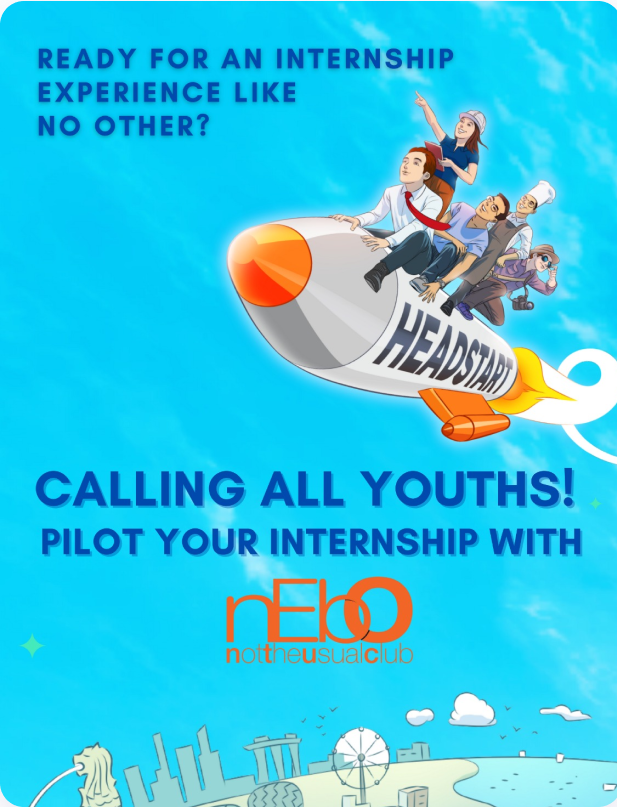 READY FOR AN INTERNSHIP
EXPERIENCE LIKE
NO OTHER?
HEADSTART
CALLING ALL YOUTHS!
PILOT YOUR INTERNSHIP WITH
nEbO
nottheusualclub